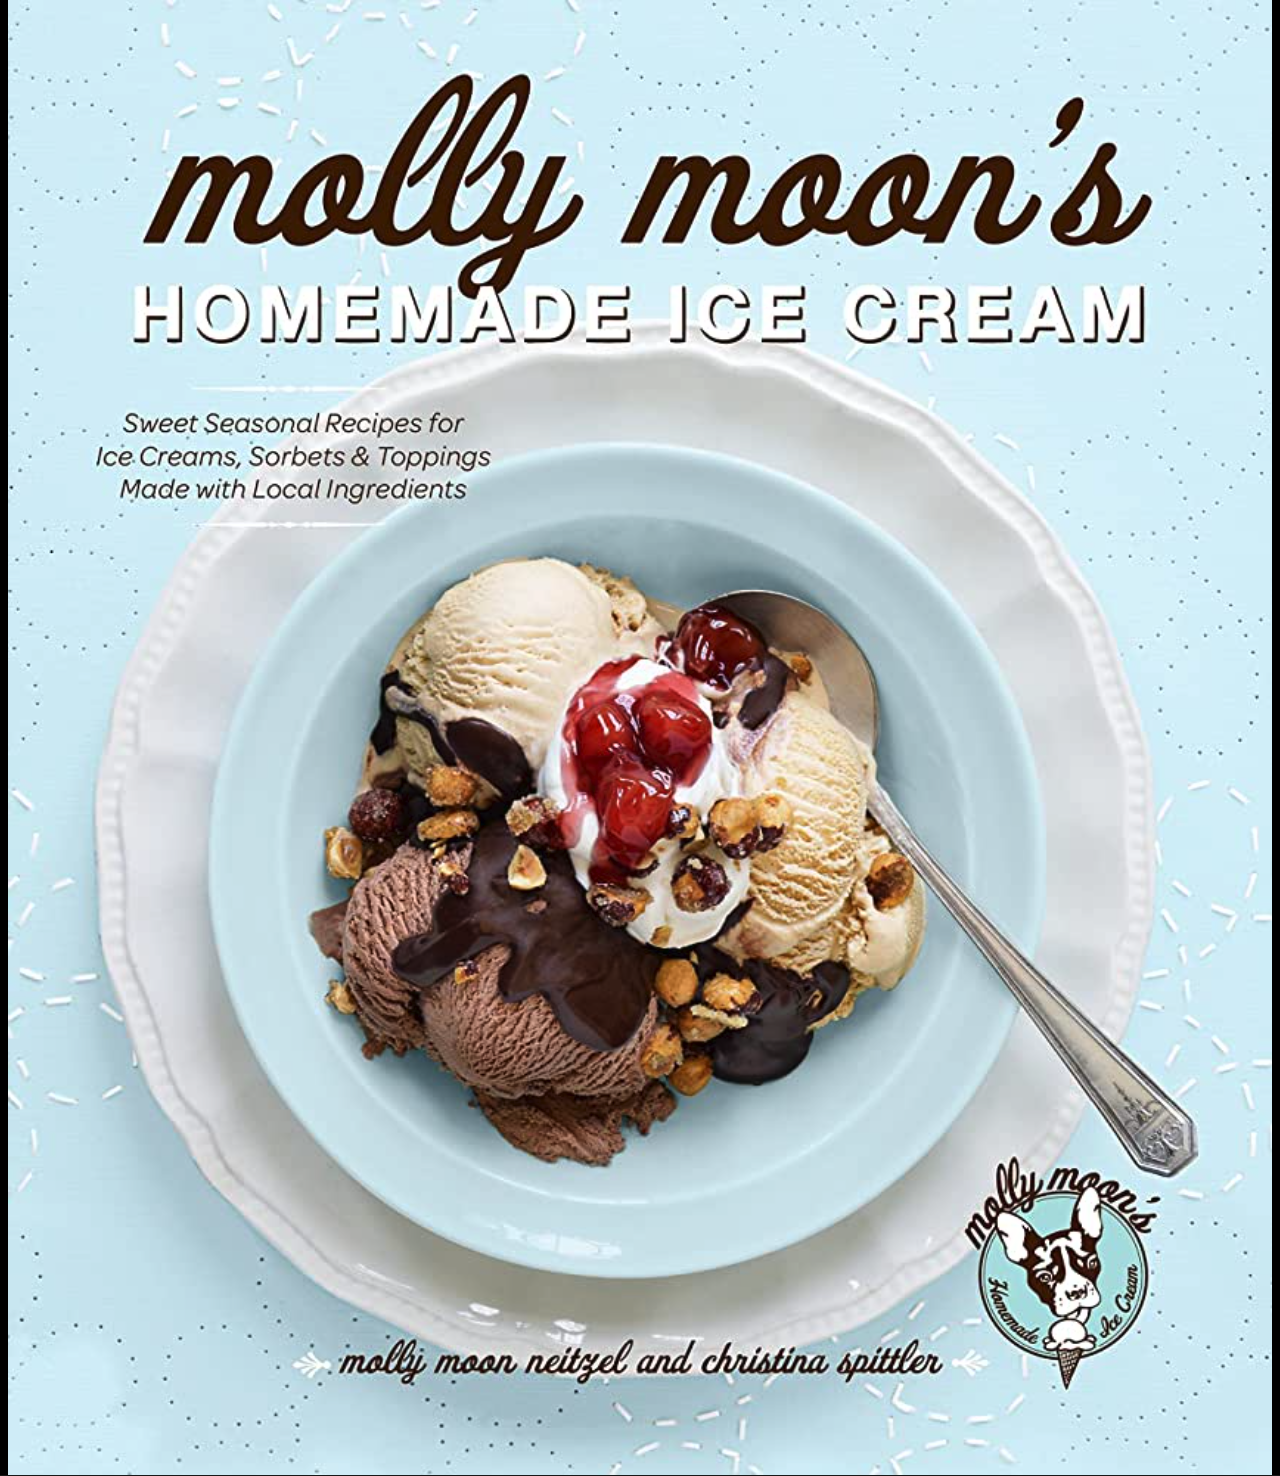 molly moon's
HOMEMADE ICE CREAM
Sweet Seasonal Recipes for
Ice Creams, Sorbets & Toppings
Made with Local Ingredients
molly moon's
Homemade Ice Cream
molly moon neitzel and christina spittler